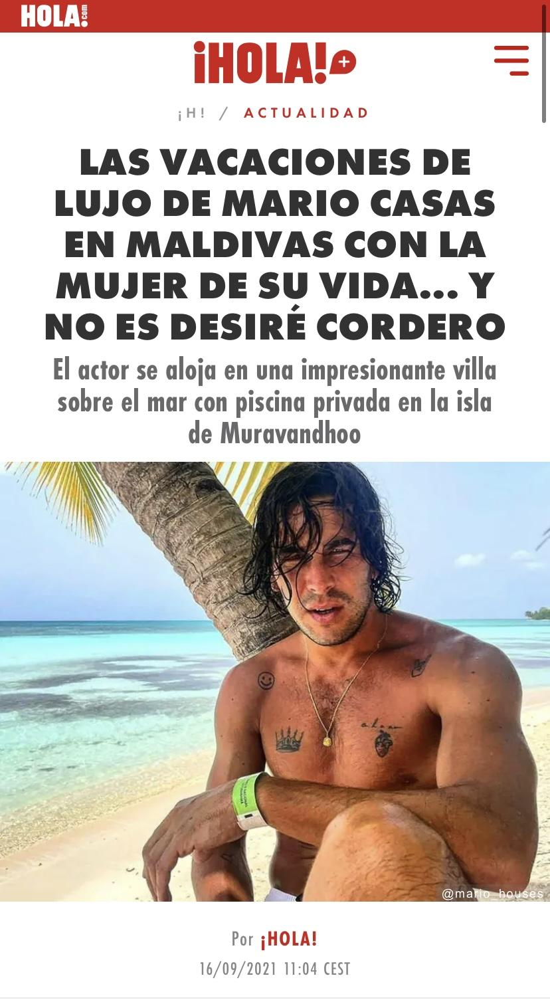 HOLA!.com
¡HOLA!+
¡H! / ACTUALIDAD
LAS VACACIONES DE
LUJO DE MARIO CASAS
EN MALDIVAS CON LA
MUJER DE SU VIDA... Y
NO ES DESIRÉ CORDERO
El actor se aloja en una impresionante villa
sobre el mar con piscina privada en la isla
de Muravandhoo
@mario_houses
Por ¡HOLA!
16/09/2021 11:04 CEST